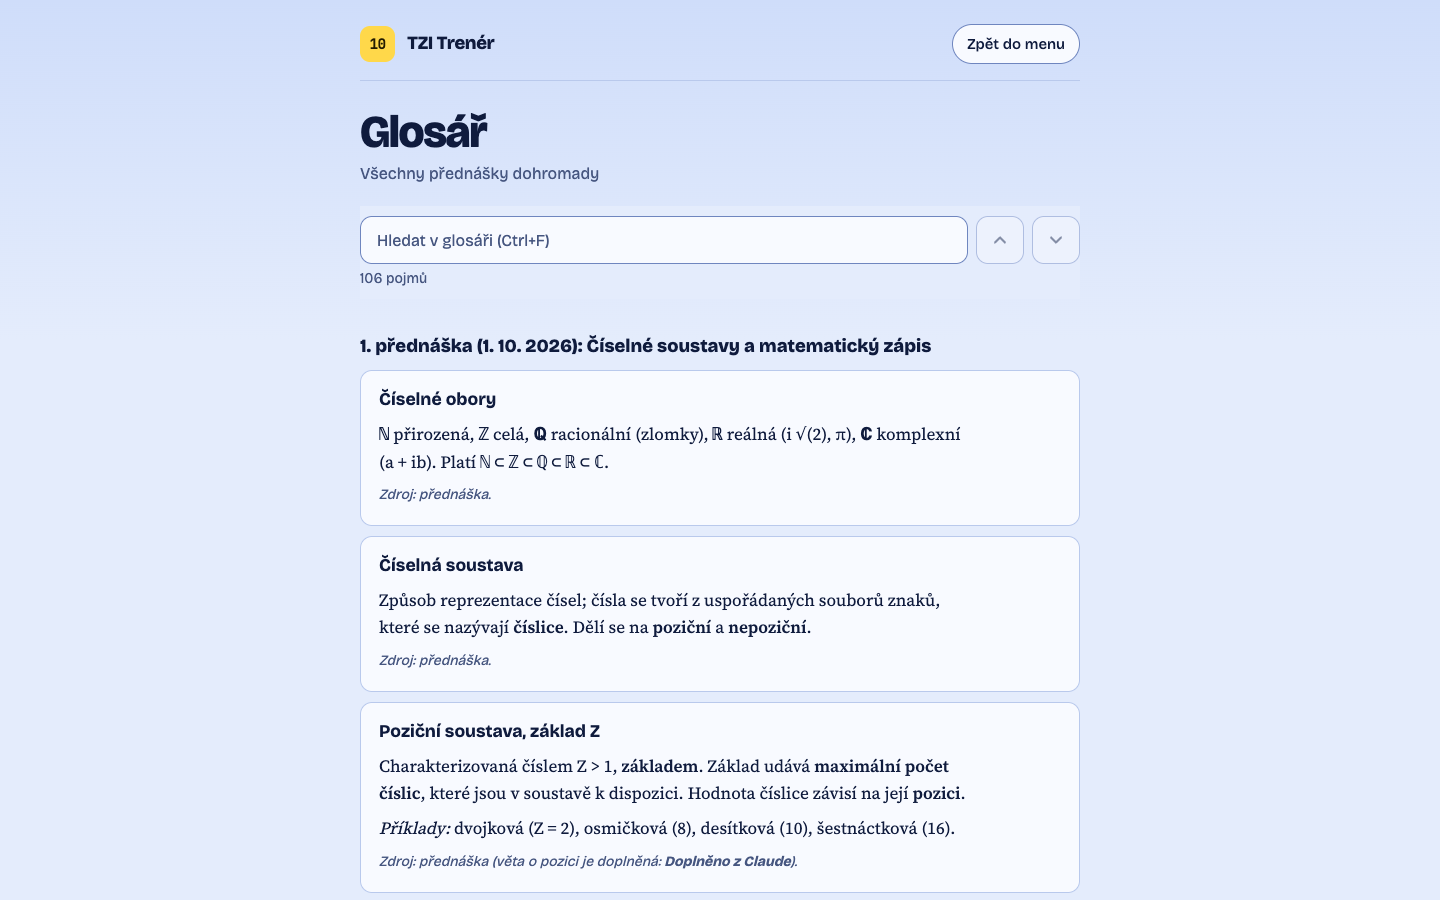 10 TZI Trenér
Zpět do menu
Glosář
Všechny přednášky dohromady
Hledat v glosáři (Ctrl+F)
106 pojmů
1. přednáška (1. 10. 2026): Číselné soustavy a matematický zápis
Číselné obory
ℕ přirozená, ℤ celá, ℚ racionální (zlomky), ℝ reálná (i √(2), π), ℂ komplexní
(a + ib). Platí ℕ ⊂ ℤ ⊂ ℚ ⊂ ℝ ⊂ ℂ.
Zdroj: přednáška.
Číselná soustava
Způsob reprezentace čísel; čísla se tvoří z uspořádaných souborů znaků,
které se nazývají číslice. Dělí se na poziční a nepoziční.
Zdroj: přednáška.
Poziční soustava, základ Z
Charakterizovaná číslem Z > 1, základem. Základ udává maximální počet
číslic, které jsou v soustavě k dispozici. Hodnota číslice závisí na její pozici.
Příklady: dvojková (Z = 2), osmičková (8), desítková (10), šestnáctková (16).
Zdroj: přednáška (věta o pozici je doplněná: Doplněno z Claude).